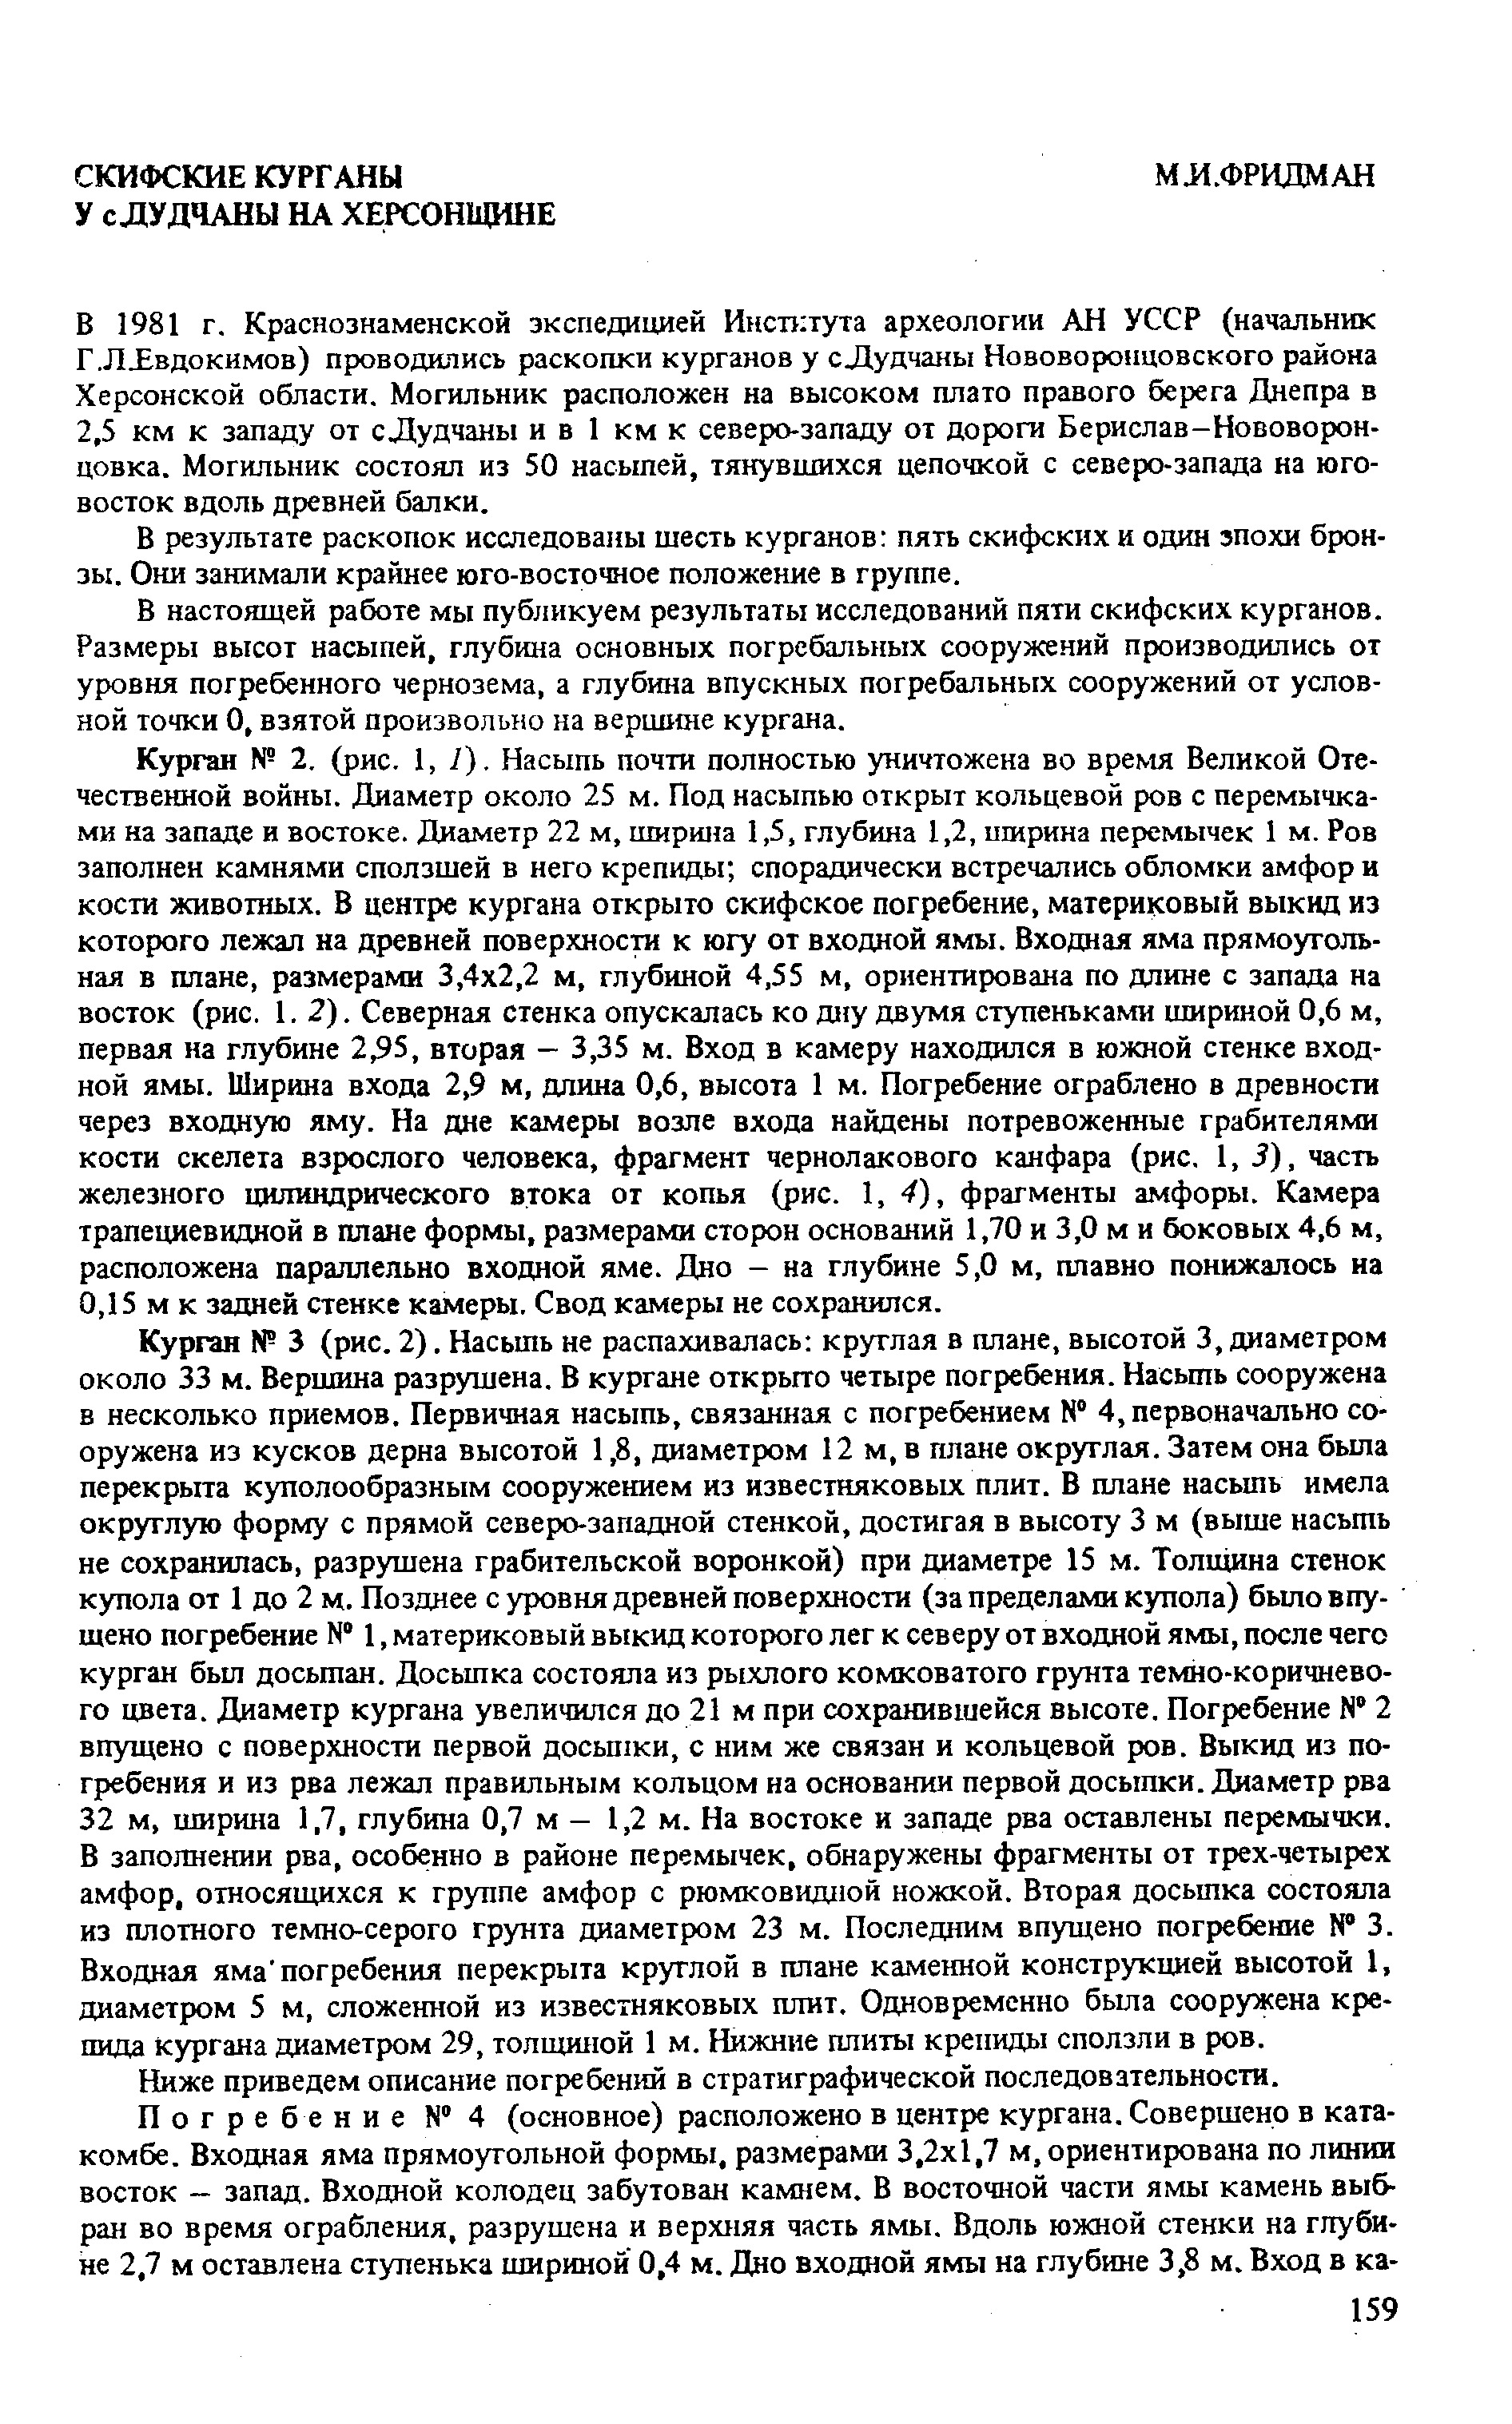 СКИФСКИЕ КУРГАНЫ
У с.ДУДЧАНЫ НА ХЕРСОНЩИНЕ
М.И.ФРИДМАН
В 1981 г. Краснознаменской экспедицией Института археологии АН УССР (начальник
Г.Л.Евдокимов) проводились раскопки курганов у с.Дудчаны Нововоронцовского района
Херсонской области. Могильник расположен на высоком плато правого берега Днепра в
2,5 км к западу от с.Дудчаны и в 1 км к северо-западу от дороги Берислав–Нововорон-
цовка. Могильник состоял из 50 насыпей, тянувшихся цепочкой с северо-запада на юго-
восток вдоль древней балки.
В результате раскопок исследованы шесть курганов: пять скифских и один эпохи брон-
зы. Они занимали крайнее юго-восточное положение в группе.
В настоящей работе мы публикуем результаты исследований пяти скифских курганов.
Размеры высот насыпей, глубина основных погребальных сооружений производились от
уровня погребенного чернозема, а глубина впускных погребальных сооружений от услов-
ной точки 0, взятой произвольно на вершине кургана.
Курган № 2. (рис. 1, 1). Насыпь почти полностью уничтожена во время Великой Оте-
чественной войны. Диаметр около 25 м. Под насыпью открыт кольцевой ров с перемычка-
ми на западе и востоке. Диаметр 22 м, ширина 1,5, глубина 1,2, ширина перемычек 1 м. Ров
заполнен камнями сползшей в него крепиды; спорадически встречались обломки амфор и
кости животных. В центре кургана открыто скифское погребение, материковый выкид из
которого лежал на древней поверхности к югу от входной ямы. Входная яма прямоуголь-
ная в плане, размерами 3,4х2,2 м, глубиной 4,55 м, ориентирована по длине с запада на
восток (рис. 1. 2). Северная стенка опускалась ко дну двумя ступеньками шириной 0,6 м,
первая на глубине 2,95, вторая – 3,35 м. Вход в камеру находился в южной стенке вход-
ной ямы. Ширина входа 2,9 м, длина 0,6, высота 1 м. Погребение ограблено в древности
через входную яму. На дне камеры возле входа найдены потревоженные грабителями
кости скелета взрослого человека, фрагмент чернолакового канфара (рис. 1, 3), часть
железного цилиндрического втока от копья (рис. 1, 4), фрагменты амфоры. Камера
трапециевидной в плане формы, размерами сторон оснований 1,70 и 3,0 м и боковых 4,6 м,
расположена параллельно входной яме. Дно – на глубине 5,0 м, плавно понижалось на
0,15 м к задней стенке камеры. Свод камеры не сохранился.
Курган № 3 (рис. 2). Насыпь не распахивалась: круглая в плане, высотой 3, диаметром
около 33 м. Вершина разрушена. В кургане открыто четыре погребения. Насыпь сооружена
в несколько приемов. Первичная насыпь, связанная с погребением № 4, первоначально со-
оружена из кусков дерна высотой 1,8, диаметром 12 м, в плане округлая. Затем она была
перекрыта куполообразным сооружением из известняковых плит. В плане насыпь имела
округлую форму с прямой северо-западной стенкой, достигая в высоту 3 м (выше насыпь
не сохранилась, разрушена грабительской воронкой) при диаметре 15 м. Толщина стенок
купола от 1 до 2 м. Позднее с уровня древней поверхности (за пределами купола) было впу-
щено погребение № 1, материковый выкид которого лег к северу от входной ямы, после чего
курган был досыпан. Досыпка состояла из рыхлого комковатого грунта темно-коричнево-
го цвета. Диаметр кургана увеличился до 21 м при сохранившейся высоте. Погребение № 2
впущено с поверхности первой досыпки, с ним же связан и кольцевой ров. Выкид из по-
гребения и из рва лежал правильным кольцом на основании первой досыпки. Диаметр рва
32 м, ширина 1,7, глубина 0,7 м – 1,2 м. На востоке и западе рва оставлены перемычки.
В заполнении рва, особенно в районе перемычек, обнаружены фрагменты от трех-четырех
амфор, относящихся к группе амфор с рюмковидной ножкой. Вторая досыпка состояла
из плотного темно-серого грунта диаметром 23 м. Последним впущено погребение № 3.
Входная яма погребения перекрыта круглой в плане каменной конструкцией высотой 1,
диаметром 5 м, сложенной из известняковых плит. Одновременно была сооружена кре-
пида кургана диаметром 29, толщиной 1 м. Нижние плиты крепиды сползли в ров.
Ниже приведем описание погребений в стратиграфической последовательности.
Погребение № 4 (основное) расположено в центре кургана. Совершено в ката-
комбе. Входная яма прямоугольной формы, размерами 3,2х1,7 м, ориентирована по линии
восток – запад. Входной колодец забутован камнем. В восточной части ямы камень выб-
ран во время ограбления, разрушена и верхняя часть ямы. Вдоль южной стенки на глуби-
не 2,7 м оставлена ступенька шириной 0,4 м. Дно входной ямы на глубине 3,8 м. Вход в ка-
159